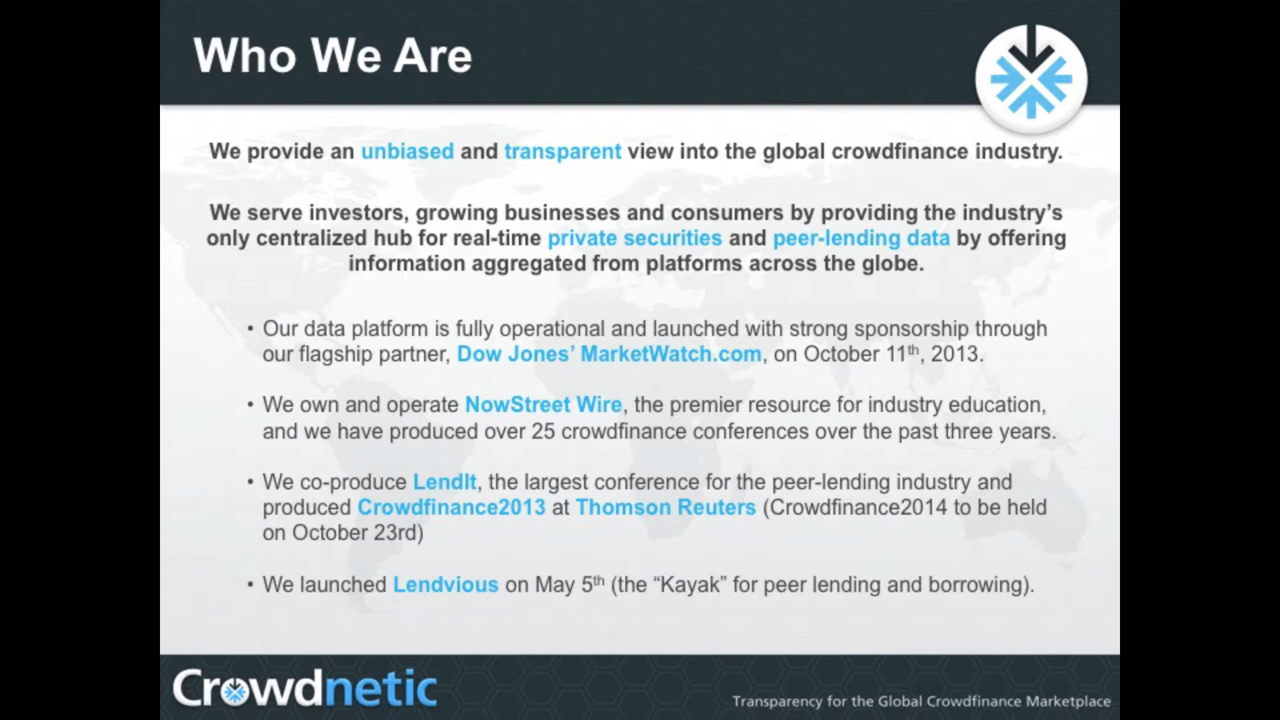 Who We Are
We provide an unbiased and transparent view into the global crowdfinance industry.
We serve investors, growing businesses and consumers by providing the industry's
only centralized hub for real-time private securities and peer-lending data by offering
information aggregated from platforms across the globe.
• Our data platform is fully operational and launched with strong sponsorship through
our flagship partner, Dow Jones' MarketWatch.com, on October 11th, 2013.
• We own and operate NowStreet Wire, the premier resource for industry education,
and we have produced over 25 crowdfinance conferences over the past three years.
• We co-produce LendIt, the largest conference for the peer-lending industry and
produced Crowdfinance2013 at Thomson Reuters (Crowdfinance2014 to be held
on October 23rd)
• We launched Lendvious on May 5th (the “Kayak” for peer lending and borrowing).
Crowdnetic
Transparency for the Global Crowdfinance Marketplace